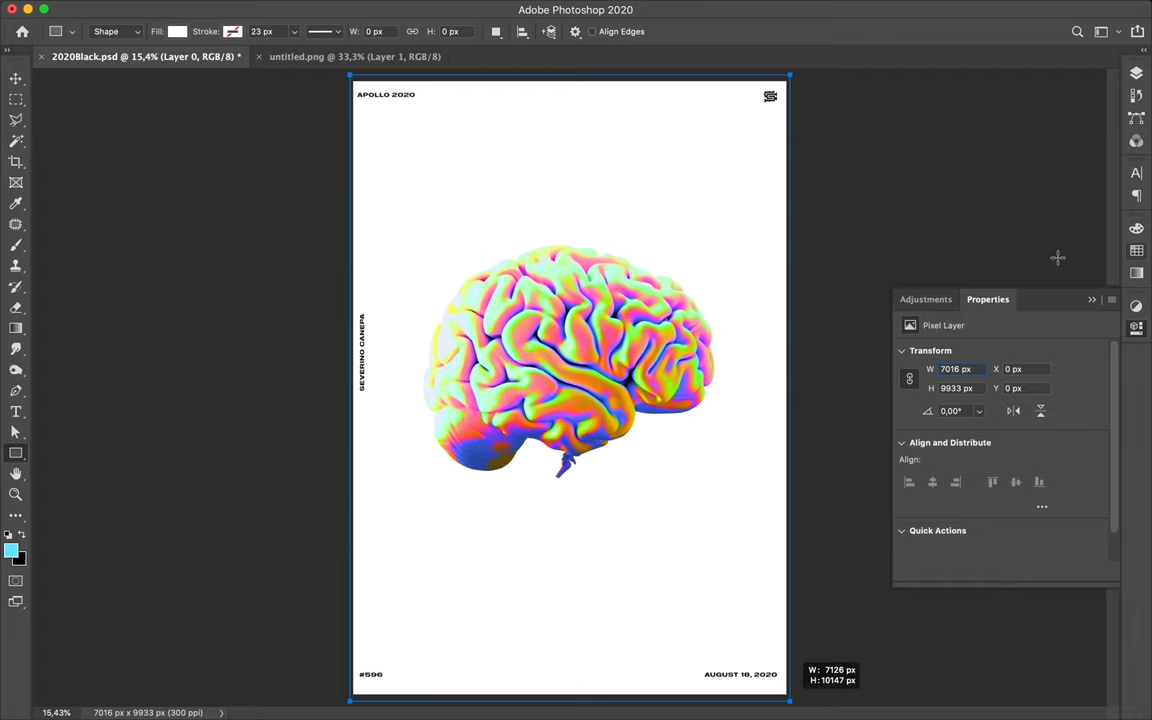 Adobe Photoshop 2020
Shape
Fill:
Stroke:
23 px
W: 0 px
H: 0 px
Align Edges
2020Black.psd @ 15,4% (Layer 0, RGB/8) *
untitled.png @ 33,3% (Layer 1, RGB/8)
APOLLO 2020
SEVERINO CANEPA
#596
AUGUST 18, 2020
W: 7126 px
H: 10147 px
Adjustments
Properties
Pixel Layer
Transform
W 7016 px X 0 px
H 9933 px Y 0 px
0,00°
Align and Distribute
Align:
Quick Actions
15,43%
7016 px x 9933 px (300 ppi)